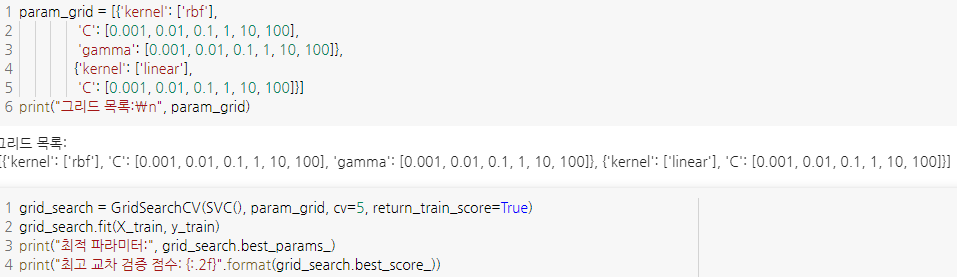 1 param_grid = [{'kernel': ['rbf'],
2 'C': [0.001, 0.01, 0.1, 1, 10, 100],
3 'gamma': [0.001, 0.01, 0.1, 1, 10, 100]},
4 {'kernel': ['linear'],
5 'C': [0.001, 0.01, 0.1, 1, 10, 100]}]
6 print("그리드 목록:₩n", param_grid)
그리드 목록:
[{'kernel': ['rbf'], 'C': [0.001, 0.01, 0.1, 1, 10, 100], 'gamma': [0.001, 0.01, 0.1, 1, 10, 100]}, {'kernel': ['linear'], 'C': [0.001, 0.01, 0.1, 1, 10, 100]}]
1 grid_search = GridSearchCV(SVC(), param_grid, cv=5, return_train_score=True)
2 grid_search.fit(X_train, y_train)
3 print("최적 파라미터:", grid_search.best_params_)
4 print("최고 교차 검증 점수: {:.2f}".format(grid_search.best_score_))